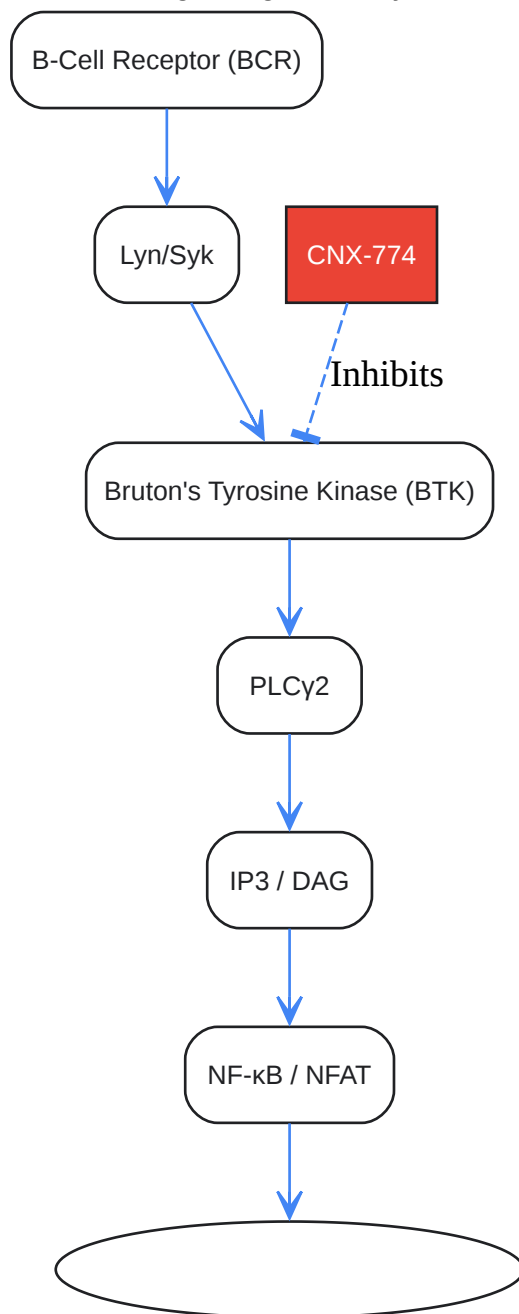 B-Cell Receptor (BCR)
Lyn/Syk
CNX-774
Inhibits
Bruton's Tyrosine Kinase (BTK)
PLCγ2
IP3 / DAG
NF-κB / NFAT